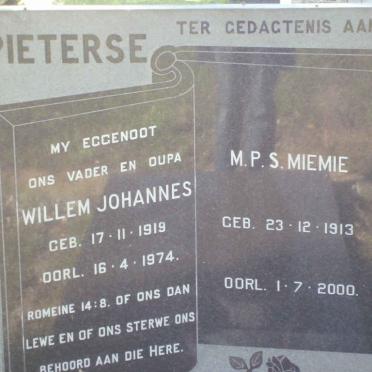 PIETERSE
TER GEDAGTENIS AAN
MY EGGENOOT
ONS VADER EN OUPA
WILLEM JOHANNES
GEB. 17·11·1919
OORL. 16·4·1974.
ROMEINE 14:8. OF ONS DAN
LEWE EN OF ONS STERWE ONS
BEHOORD AAN DIE HERE.
M.P.S. MIEMIE
GEB. 23·12·1913
OORL. 1·7·2000.